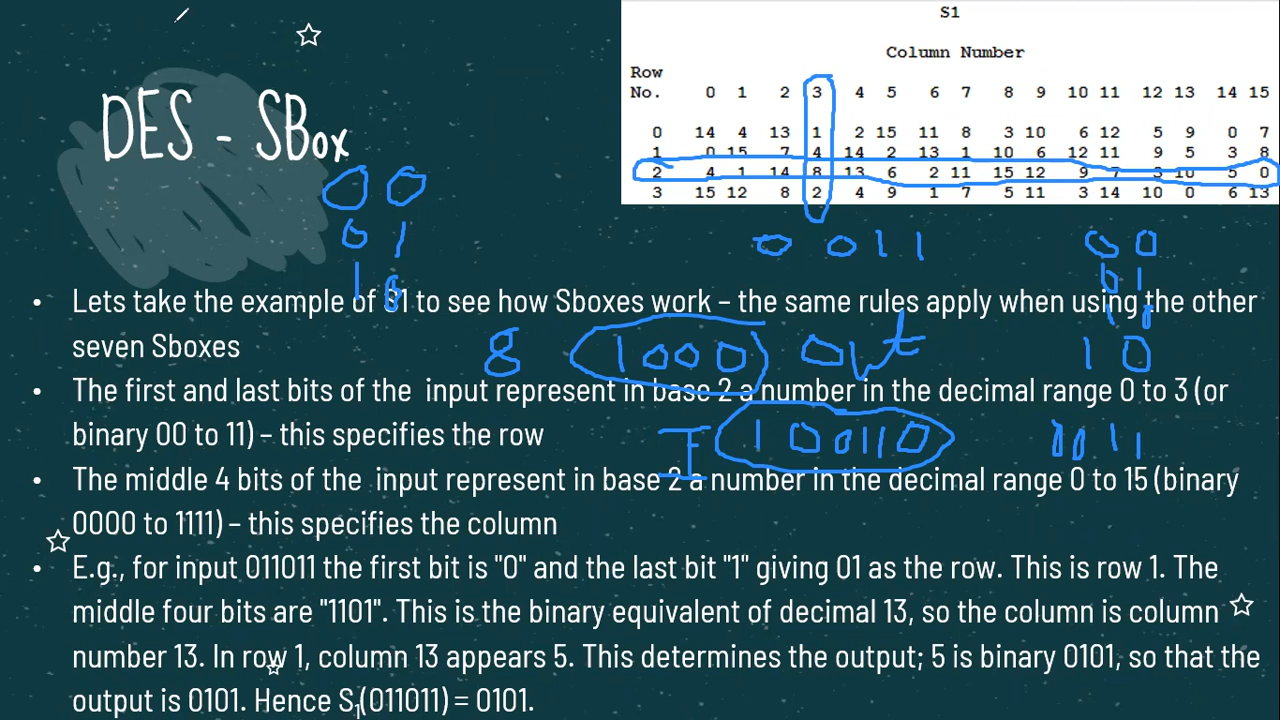 S1
Column Number
Row
No. 0 1 2 3 4 5 6 7 8 9 10 11 12 13 14 15
0 14 4 13 1 2 15 11 8 3 10 6 12 5 9 0 7
1 0 15 7 4 14 2 13 1 10 6 12 11 9 5 3 8
2 4 1 14 8 13 6 2 11 15 12 9 7 3 10 5 0
3 15 12 8 2 4 9 1 7 5 11 3 14 10 0 6 13
DES - SBox
00
01
10
0011
00
01
• Lets take the example of S1 to see how Sboxes work – the same rules apply when using the other
seven Sboxes
8 1000 out
10
• The first and last bits of the input represent in base 2 a number in the decimal range 0 to 3 (or
binary 00 to 11) – this specifies the row
I 100110
0011
• The middle 4 bits of the input represent in base 2 a number in the decimal range 0 to 15 (binary
0000 to 1111) – this specifies the column
• E.g., for input 011011 the first bit is "0" and the last bit "1" giving 01 as the row. This is row 1. The
middle four bits are "1101". This is the binary equivalent of decimal 13, so the column is column
number 13. In row 1, column 13 appears 5. This determines the output; 5 is binary 0101, so that the
output is 0101. Hence S1(011011) = 0101.